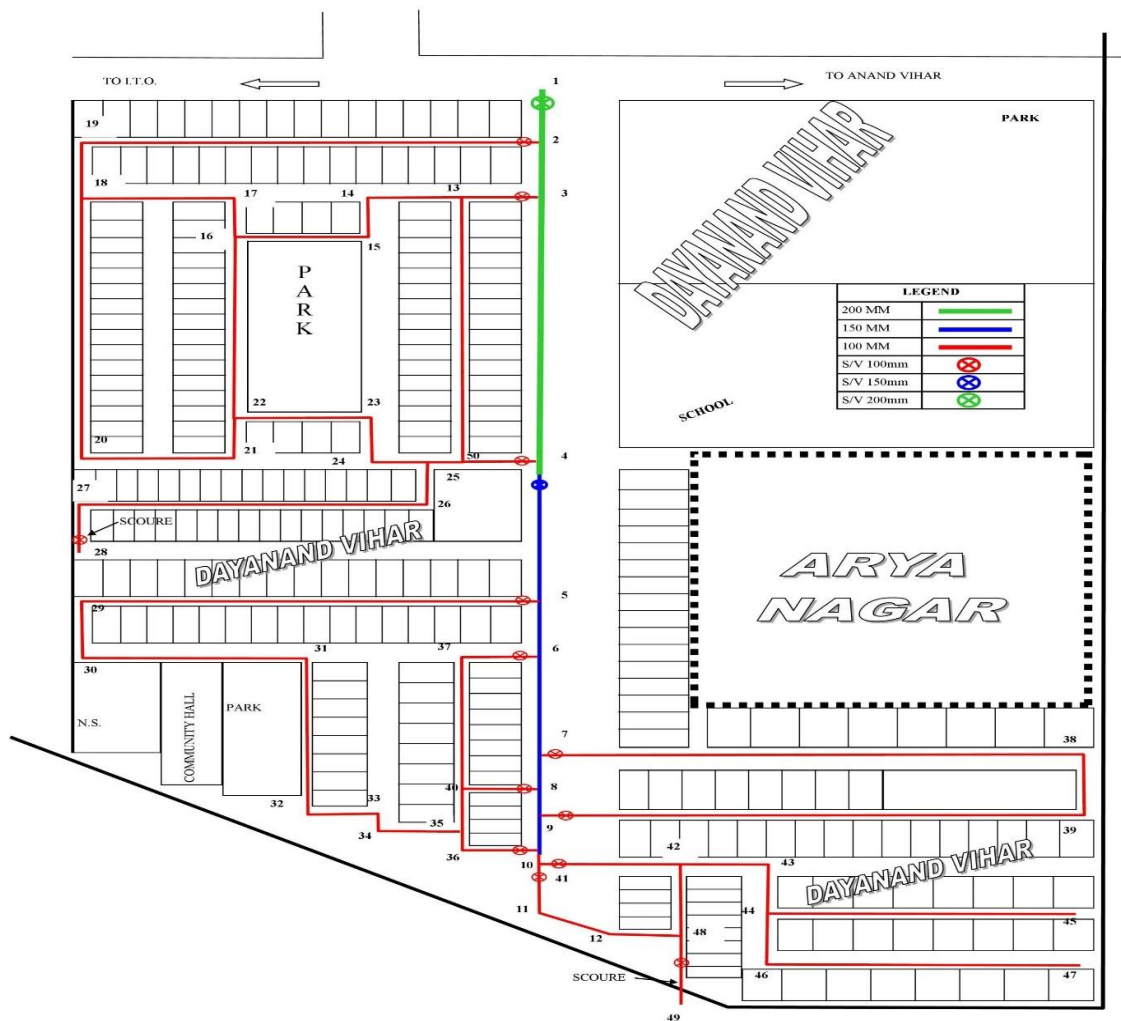 TO I.T.O.
1
TO ANAND VIHAR
PARK
19
2
18
17
14
13
3
16
15
PARK
DAYANAND VIHAR
LEGEND
200 MM
150 MM
100 MM
S/V 100mm
S/V 150mm
S/V 200mm
SCHOOL
22
23
20
21
24
50
4
25
27
26
SCOURE
28
DAYANAND VIHAR
ARYA
NAGAR
5
29
31
37
6
30
N.S.
COMMUNITY HALL
PARK
7
38
32
33
40
8
34
35
9
39
36
42
43
10
41
DAYANAND VIHAR
11
44
45
12
48
46
47
SCOURE
49